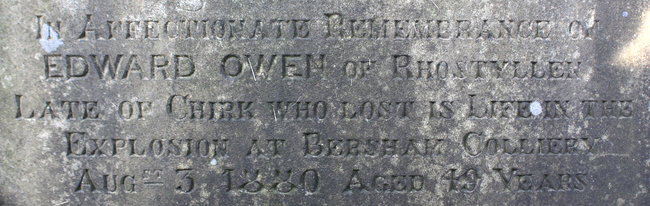 In Affectionate Remembrance of
EDWARD OWEN of Rhostyllen
Late of Chirk who lost is Life in the
Explosion at Bersham Colliery
Augst 3 1880 Aged 49 Years